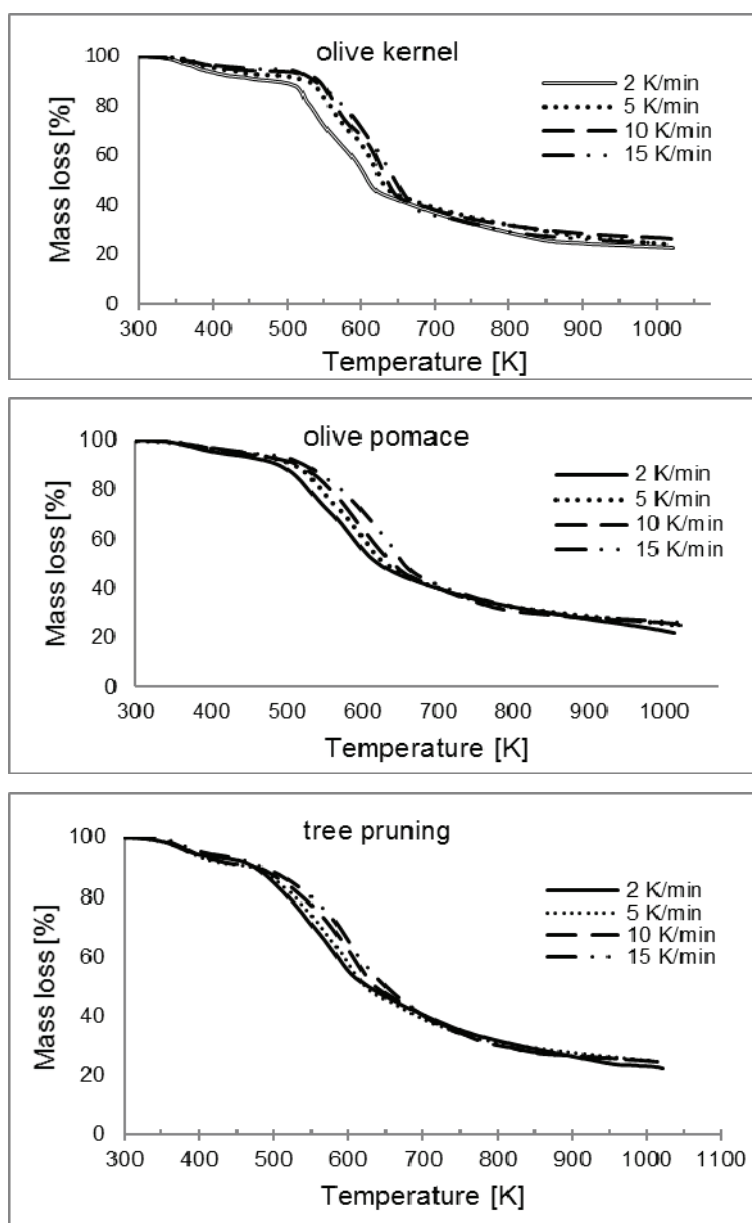 olive kernel
100
80
60
40
20
0
Mass loss [%]
2 K/min
5 K/min
10 K/min
15 K/min
300 400 500 600 700 800 900 1000
Temperature [K]
olive pomace
100
80
60
40
20
0
Mass loss [%]
2 K/min
5 K/min
10 K/min
15 K/min
300 400 500 600 700 800 900 1000
Temperature [K]
tree pruning
100
80
60
40
20
0
Mass loss [%]
2 K/min
5 K/min
10 K/min
15 K/min
300 400 500 600 700 800 900 1000 1100
Temperature [K]